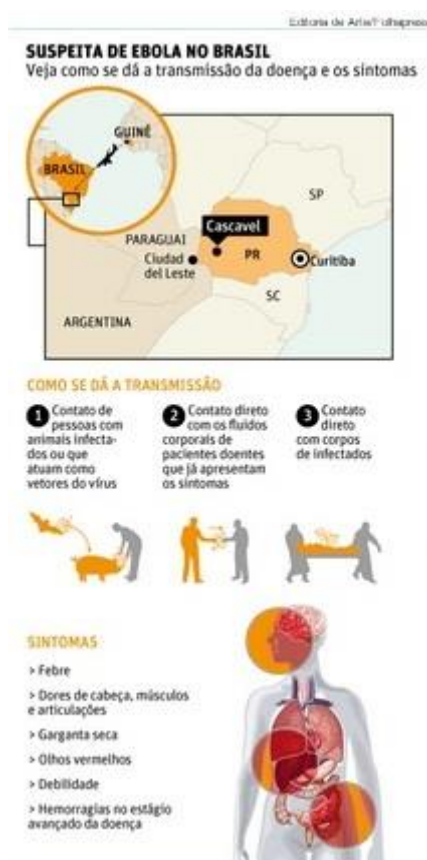 Editoria de Arte/Folhapress
SUSPEITA DE EBOLA NO BRASIL
Veja como se dá a transmissão da doença e os sintomas
GUINÉ
BRASIL
SP
Cascavel
PARAGUAI
Ciudad
del Leste
PR
Curitiba
SC
ARGENTINA
COMO SE DÁ A TRANSMISSÃO
1 Contato de
pessoas com
animais infecta-
dos ou que
atuam como
vetores do vírus
2 Contato direto
com os fluidos
corporais de
pacientes doentes
que já apresentam
os sintomas
3 Contato
direto
com corpos
de infectados
SINTOMAS
> Febre
> Dores de cabeça, músculos
e articulações
> Garganta seca
> Olhos vermelhos
> Debilidade
> Hemorragias no estágio
avançado da doença